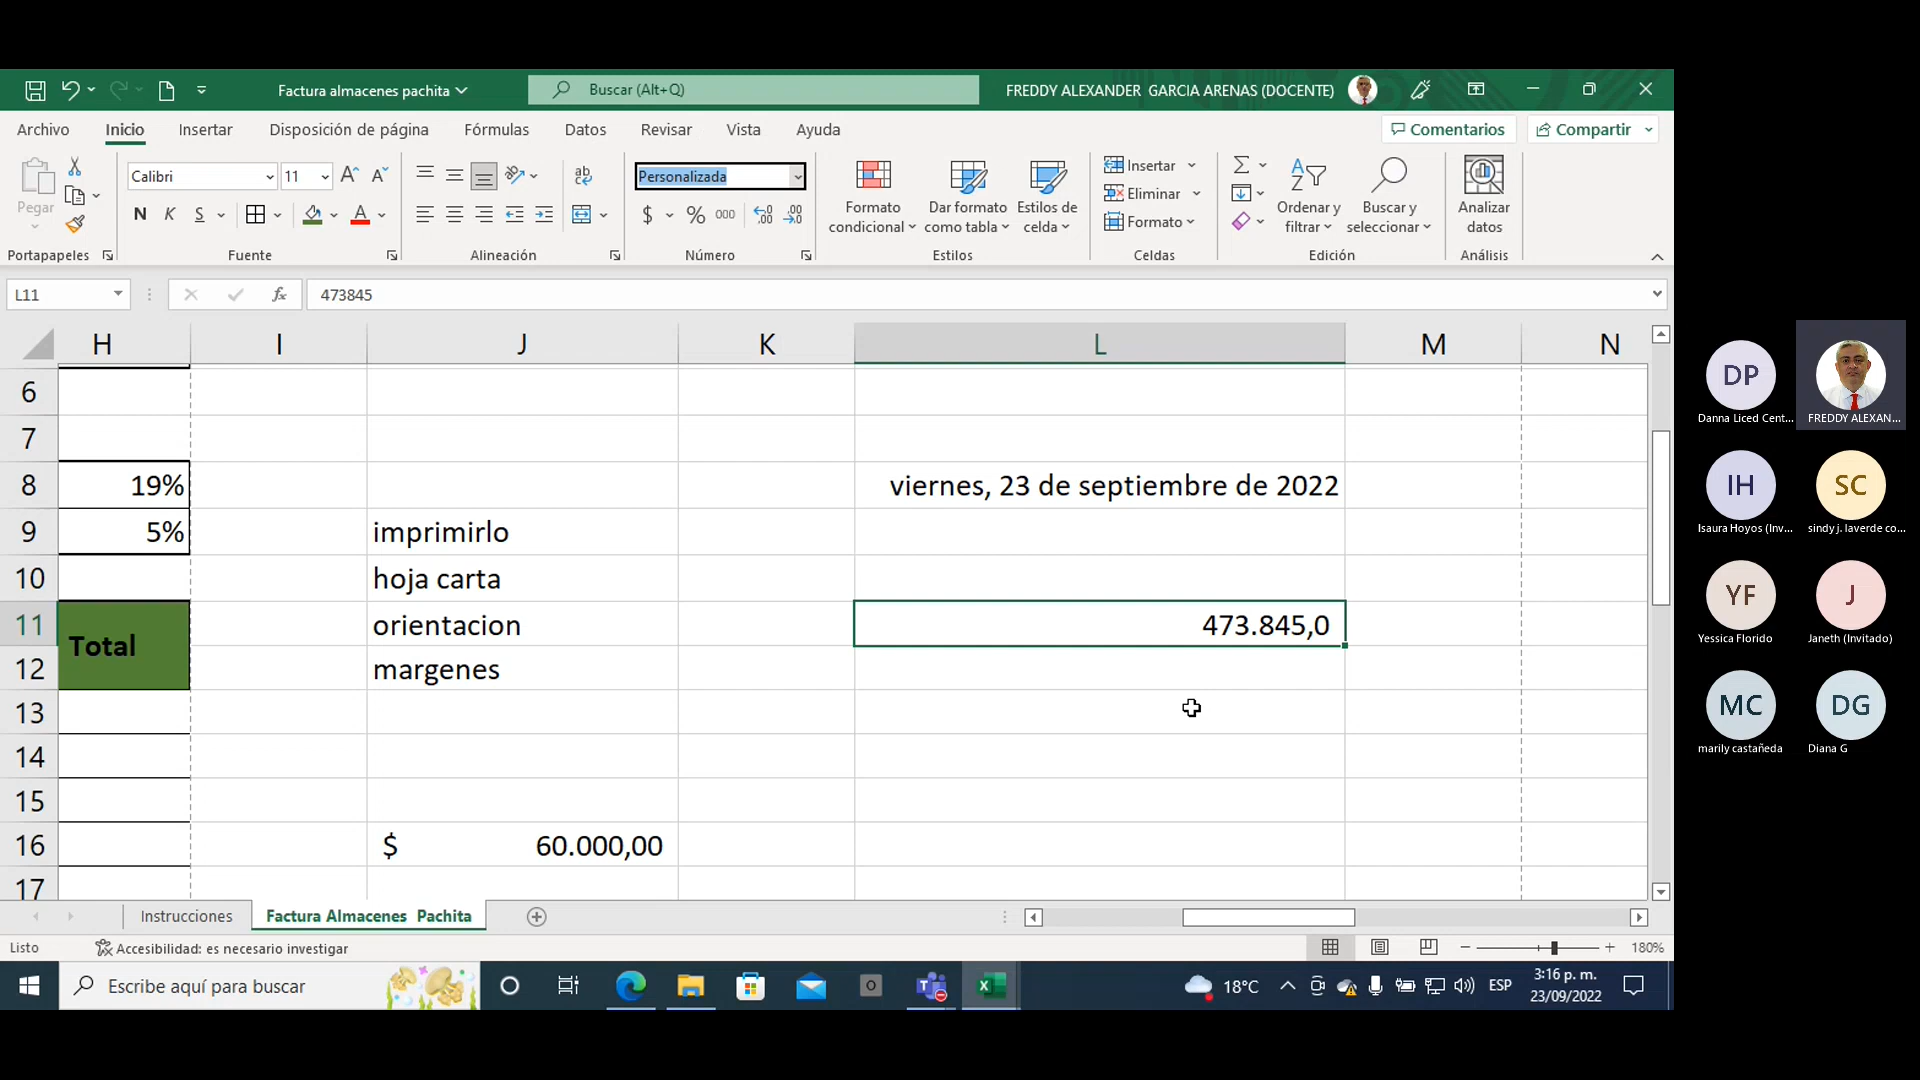 Factura almacenes pachita
Buscar (Alt+Q)
FREDDY ALEXANDER GARCIA ARENAS (DOCENTE)
Archivo
Inicio
Insertar
Disposición de página
Fórmulas
Datos
Revisar
Vista
Ayuda
Comentarios
Compartir
Pegar
Portapapeles
Calibri
11
N K S
Fuente
Alineación
Personalizada
$ % 000
Número
Formato
condicional
Dar formato
como tabla
Estilos de
celda
Estilos
Insertar
Eliminar
Formato
Celdas
Ordenar y
filtrar
Buscar y
seleccionar
Edición
Analizar
datos
Análisis
L11
fx
473845
H I J K L M N
6
7
8 19% viernes, 23 de septiembre de 2022
9 5% imprimirlo
10 hoja carta
11 orientacion 473.845,0
Total
12 margenes
13
14
15
16 $ 60.000,00
17
Instrucciones
Factura Almacenes Pachita
Listo
Accesibilidad: es necesario investigar
180%
Escribe aquí para buscar
18°C
ESP
3:16 p. m.
23/09/2022
DP
Danna Liced Cent...
FREDDY ALEXAN...
IH
Isaura Hoyos (Inv...
SC
sindy j. laverde co...
YF
Yessica Florido
J
Janeth (Invitado)
MC
marily castañeda
DG
Diana G